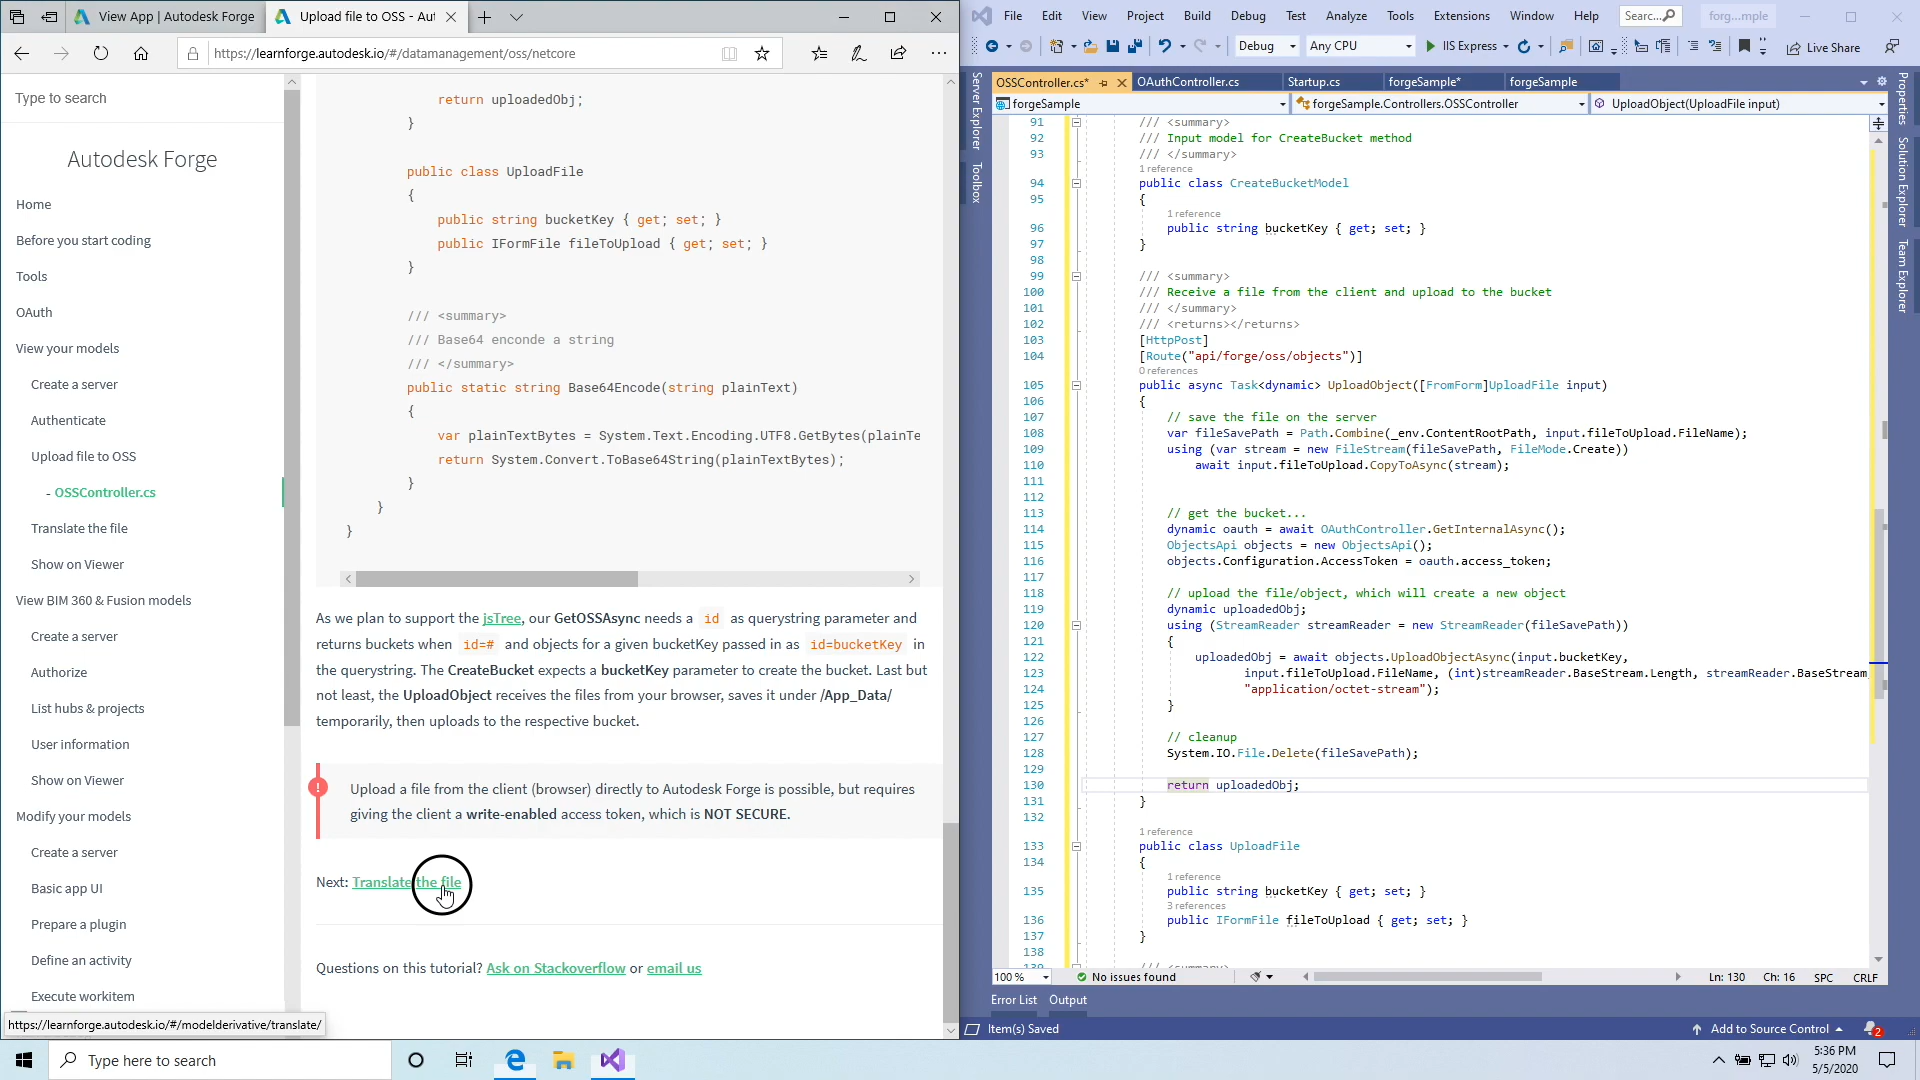 View App | Autodesk Forge
Upload file to OSS - Aut
https://learnforge.autodesk.io/#/datamanagement/oss/netcore
Type to search
Autodesk Forge
Home
Before you start coding
Tools
OAuth
View your models
Create a server
Authenticate
Upload file to OSS
- OSSController.cs
Translate the file
Show on Viewer
View BIM 360 & Fusion models
Create a server
Authorize
List hubs & projects
User information
Show on Viewer
Modify your models
Create a server
Basic app UI
Prepare a plugin
Define an activity
Execute workitem
https://learnforge.autodesk.io/#/modelderivative/translate/
return uploadedObj;
}
public class UploadFile
{
public string bucketKey { get; set; }
public IFormFile fileToUpload { get; set; }
}
/// <summary>
/// Base64 enconde a string
/// </summary>
public static string Base64Encode(string plainText)
{
var plainTextBytes = System.Text.Encoding.UTF8.GetBytes(plainTe
return System.Convert.ToBase64String(plainTextBytes);
}
}
}
As we plan to support the jsTree, our GetOSSAsync needs a id as querystring parameter and
returns buckets when id=# and objects for a given bucketKey passed in as id=bucketKey in
the querystring. The CreateBucket expects a bucketKey parameter to create the bucket. Last but
not least, the UploadObject receives the files from your browser, saves it under /App_Data/
temporarily, then uploads to the respective bucket.
! Upload a file from the client (browser) directly to Autodesk Forge is possible, but requires
giving the client a write-enabled access token, which is NOT SECURE.
Next: Translate the file
Questions on this tutorial? Ask on Stackoverflow or email us
File Edit View Project Build Debug Test Analyze Tools Extensions Window Help Searc... forg...mple
Debug Any CPU IIS Express Live Share
Server Explorer
Toolbox
OSSController.cs* OAuthController.cs Startup.cs forgeSample* forgeSample
forgeSample forgeSample.Controllers.OSSController UploadObject(UploadFile input)
91 /// <summary>
92 /// Input model for CreateBucket method
93 /// </summary>
1 reference
94 public class CreateBucketModel
95 {
1 reference
96 public string bucketKey { get; set; }
97 }
98
99 /// <summary>
100 /// Receive a file from the client and upload to the bucket
101 /// </summary>
102 /// <returns></returns>
103 [HttpPost]
104 [Route("api/forge/oss/objects")]
0 references
105 public async Task<dynamic> UploadObject([FromForm]UploadFile input)
106 {
107 // save the file on the server
108 var fileSavePath = Path.Combine(_env.ContentRootPath, input.fileToUpload.FileName);
109 using (var stream = new FileStream(fileSavePath, FileMode.Create))
110 await input.fileToUpload.CopyToAsync(stream);
111
112
113 // get the bucket...
114 dynamic oauth = await OAuthController.GetInternalAsync();
115 ObjectsApi objects = new ObjectsApi();
116 objects.Configuration.AccessToken = oauth.access_token;
117
118 // upload the file/object, which will create a new object
119 dynamic uploadedObj;
120 using (StreamReader streamReader = new StreamReader(fileSavePath))
121 {
122 uploadedObj = await objects.UploadObjectAsync(input.bucketKey,
123 input.fileToUpload.FileName, (int)streamReader.BaseStream.Length, streamReader.BaseStream,
124 "application/octet-stream");
125 }
126
127 // cleanup
128 System.IO.File.Delete(fileSavePath);
129
130 return uploadedObj;
131 }
132
1 reference
133 public class UploadFile
134 {
1 reference
135 public string bucketKey { get; set; }
3 references
136 public IFormFile fileToUpload { get; set; }
137 }
138
139 /// <summary>
Properties
Solution Explorer
Team Explorer
100 % No issues found Ln: 130 Ch: 16 SPC CRLF
Error List Output
Item(s) Saved Add to Source Control 2
Type here to search
5:36 PM
5/5/2020